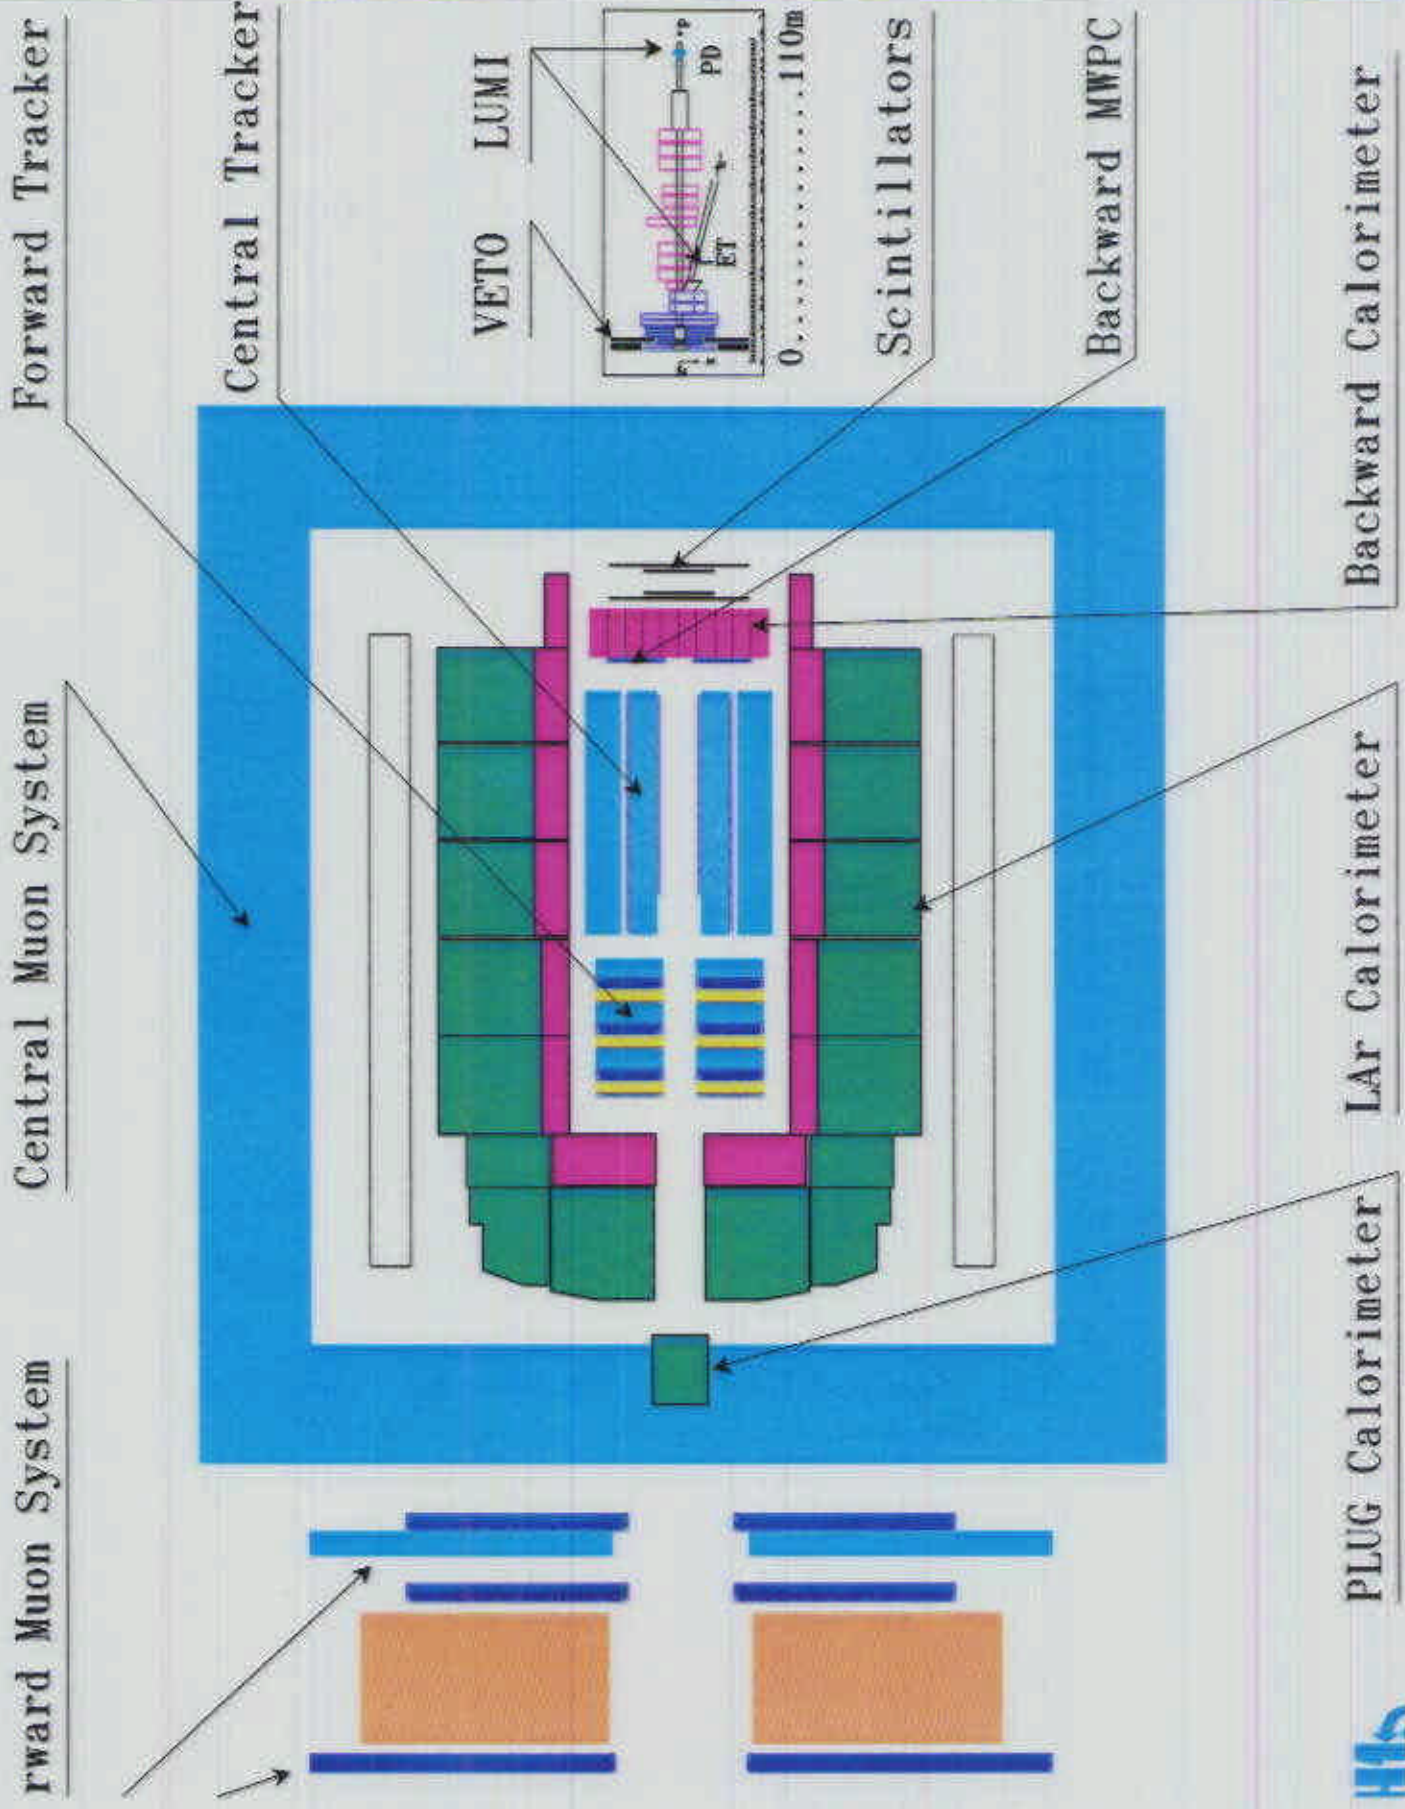 rward Muon System
Central Muon System
Forward Tracker
Central Tracker
VETO
LUMI
PD
ET
0..............110m
Scintillators
Backward MWPC
PLUG Calorimeter
LAr Calorimeter
Backward Calorimeter
H1